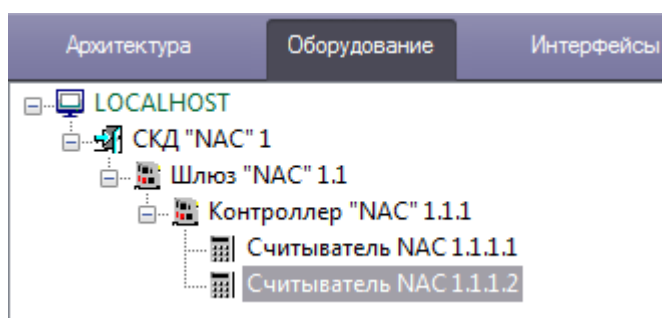 Архитектура Оборудование Интерфейсы
LOCALHOST
СКД "NAC" 1
Шлюз "NAC" 1.1
Контроллер "NAC" 1.1.1
Считыватель NAC 1.1.1.1
Считыватель NAC 1.1.1.2